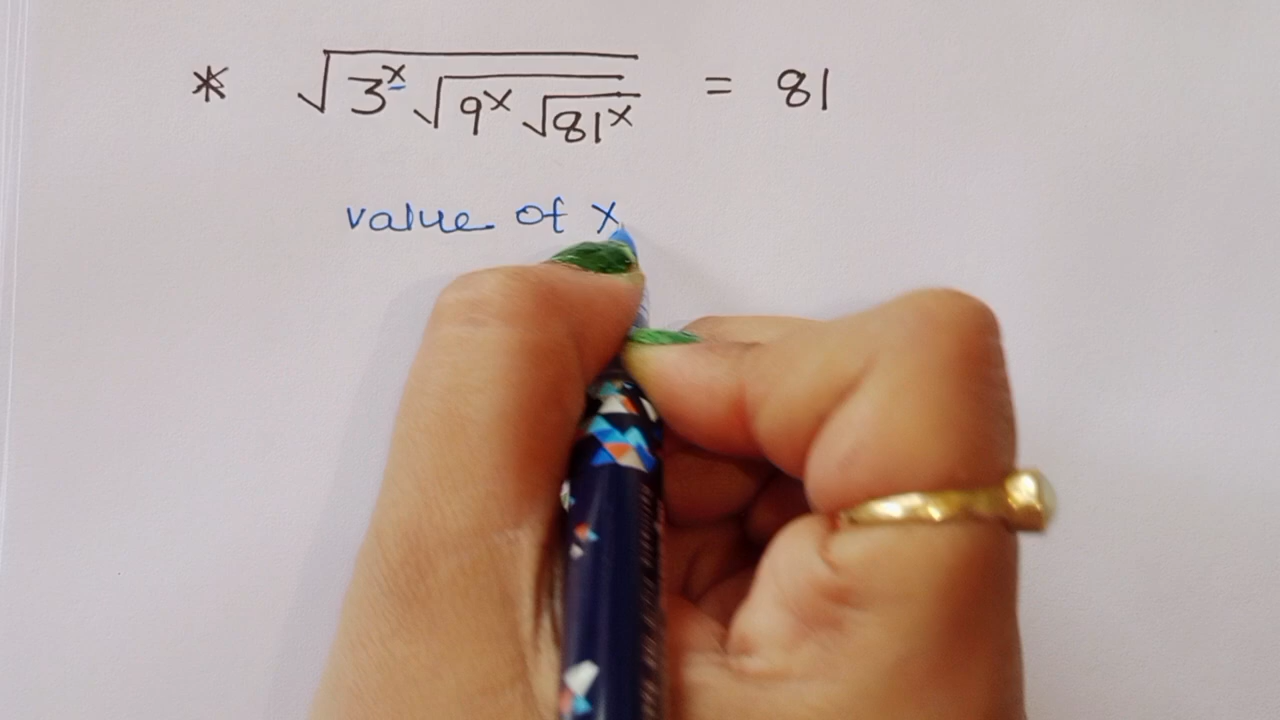 * √(3^x √(9^x √(81^x))) = 81
value of x